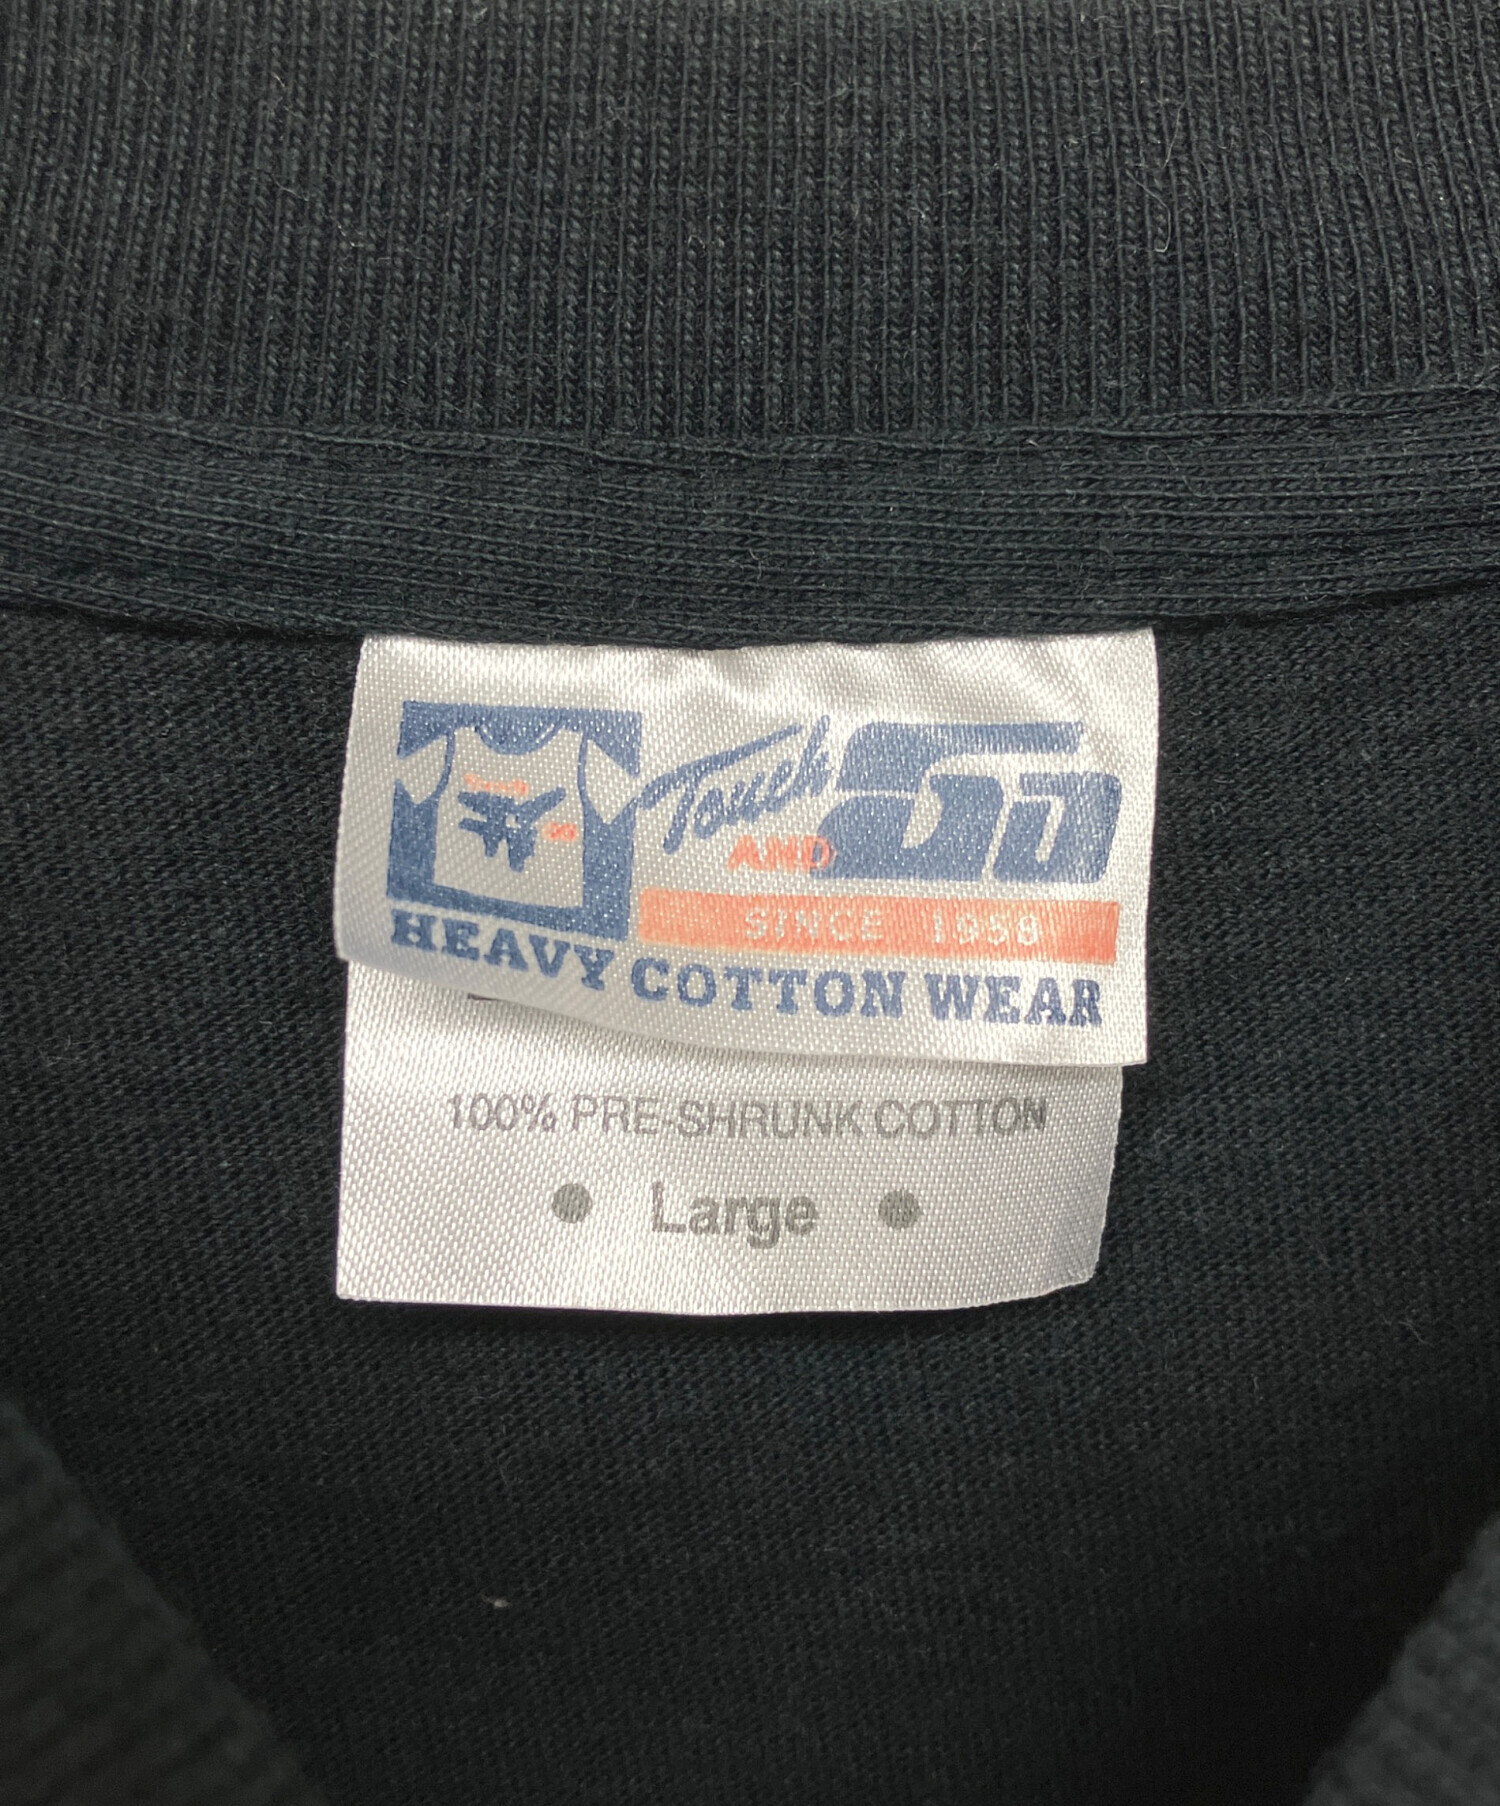 Touch
AND GO
SINCE 1958
HEAVY COTTON WEAR
100% PRE-SHRUNK COTTON
• Large •